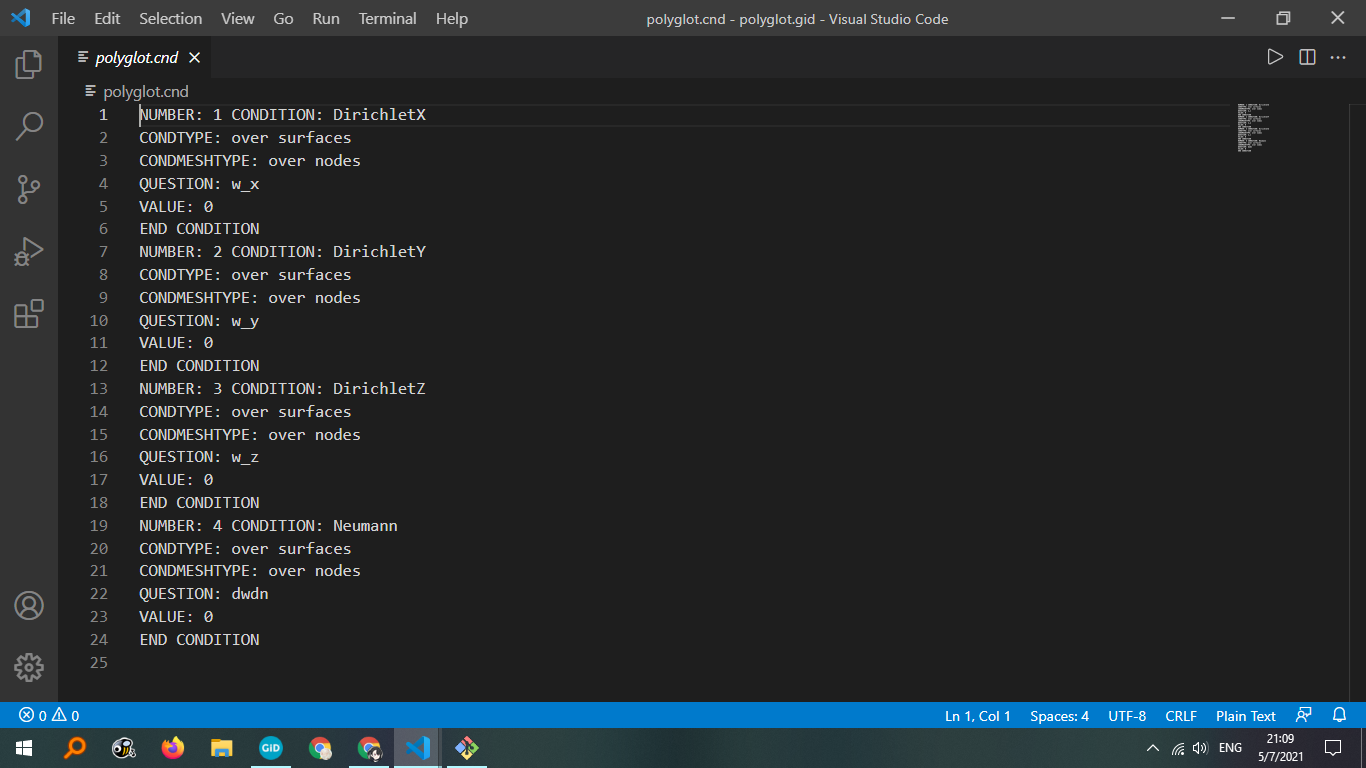 File Edit Selection View Go Run Terminal Help polyglot.cnd - polyglot.gid - Visual Studio Code
polyglot.cnd
polyglot.cnd
1 NUMBER: 1 CONDITION: DirichletX
2 CONDTYPE: over surfaces
3 CONDMESHTYPE: over nodes
4 QUESTION: w_x
5 VALUE: 0
6 END CONDITION
7 NUMBER: 2 CONDITION: DirichletY
8 CONDTYPE: over surfaces
9 CONDMESHTYPE: over nodes
10 QUESTION: w_y
11 VALUE: 0
12 END CONDITION
13 NUMBER: 3 CONDITION: DirichletZ
14 CONDTYPE: over surfaces
15 CONDMESHTYPE: over nodes
16 QUESTION: w_z
17 VALUE: 0
18 END CONDITION
19 NUMBER: 4 CONDITION: Neumann
20 CONDTYPE: over surfaces
21 CONDMESHTYPE: over nodes
22 QUESTION: dwdn
23 VALUE: 0
24 END CONDITION
25
0 0 Ln 1, Col 1 Spaces: 4 UTF-8 CRLF Plain Text
GiD ENG 21:09
5/7/2021